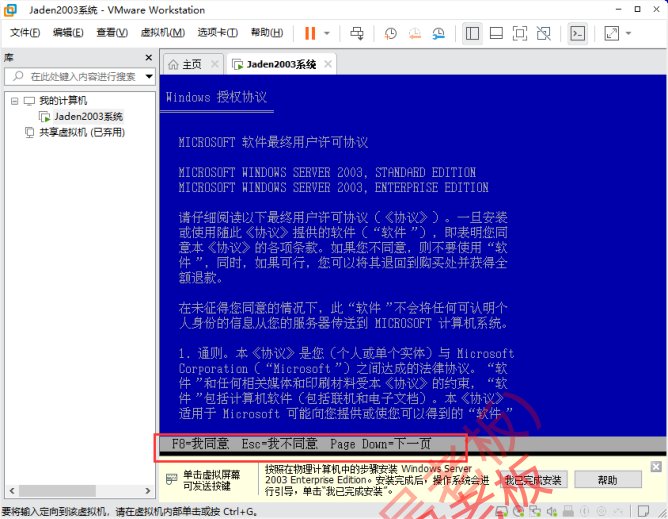 Jaden2003系统 - VMware Workstation
文件(F) 编辑(E) 查看(V) 虚拟机(M) 选项卡(T) 帮助(H)
库
在此处键入内容进行搜索
我的计算机
Jaden2003系统
共享虚拟机 (已弃用)
主页
Jaden2003系统
Windows 授权协议
MICROSOFT 软件最终用户许可协议
MICROSOFT WINDOWS SERVER 2003, STANDARD EDITION
MICROSOFT WINDOWS SERVER 2003, ENTERPRISE EDITION
请仔细阅读以下最终用户许可协议（《协议》）。一旦安装
或使用随此《协议》提供的软件（“软件 ”），即表明您同
意本《协议》的各项条款。如果您不同意，则不要使用 “软
件 ”，同时，如果可行，您可以将其退回到购买处并获得全
额退款。
在未征得您同意的情况下，此 “软件 ”不会将任何可认明个
人身份的信息从您的服务器传送到 MICROSOFT 计算机系统。
1. 通则。本《协议》是您（个人或单个实体）与 Microsoft
Corporation（ “Microsoft ”）之间达成的法律协议。 “软
件 ”和任何相关媒体和印刷材料受本《协议》的约束， “软
件 ”包括计算机软件（包括联机和电子文档）。本《协议》
适用于 Microsoft 可能向您提供或使您可以得到的 “软件 ”
F8=我同意 Esc=我不同意 Page Down=下一页
单击虚拟屏幕
可发送按键
按照在物理计算机中的步骤安装 Windows Server
2003 Enterprise Edition。安装完成后，操作系统会进
行引导，单击“我已完成安装”。
我已完成安装
帮助
要将输入定向到该虚拟机，请在虚拟机内部单击或按 Ctrl+G。
老板）
老板